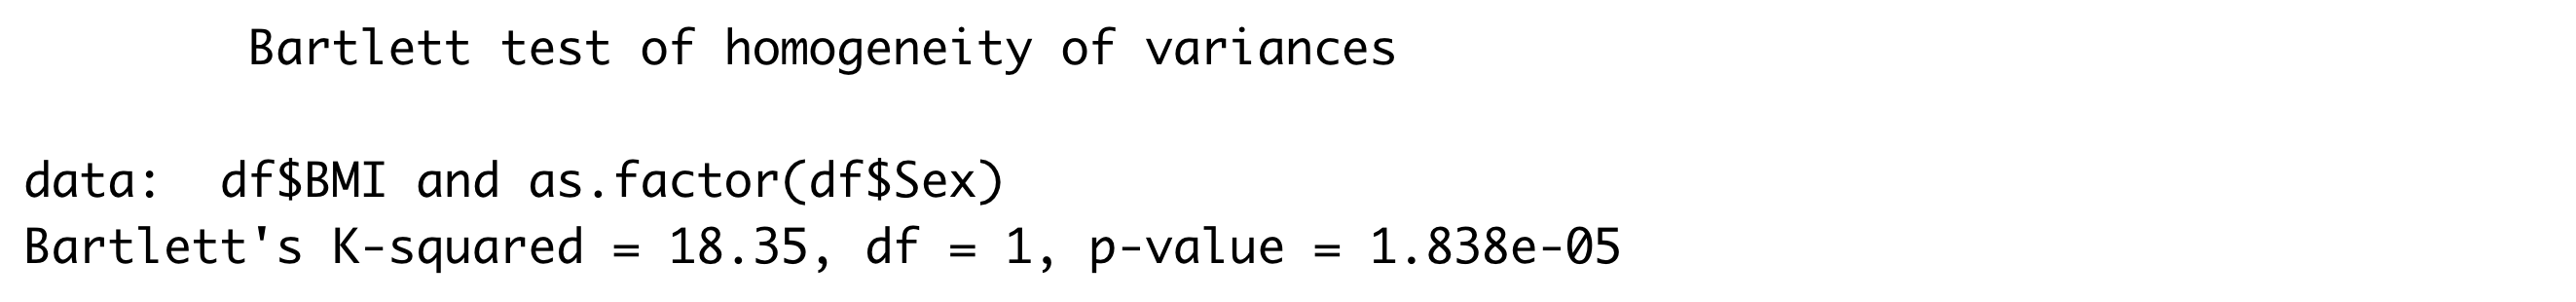 Bartlett test of homogeneity of variances
data:  df$BMI and as.factor(df$Sex)
Bartlett's K-squared = 18.35, df = 1, p-value = 1.838e-05